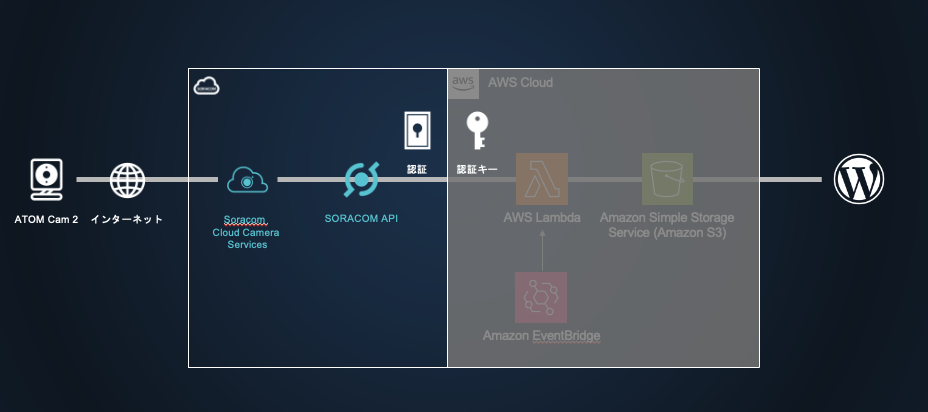 SORACOM
aws
AWS Cloud
認証
認証キー
ATOM Cam 2
インターネット
Soracom
Cloud Camera
Services
SORACOM API
AWS Lambda
Amazon Simple Storage
Service (Amazon S3)
Amazon EventBridge